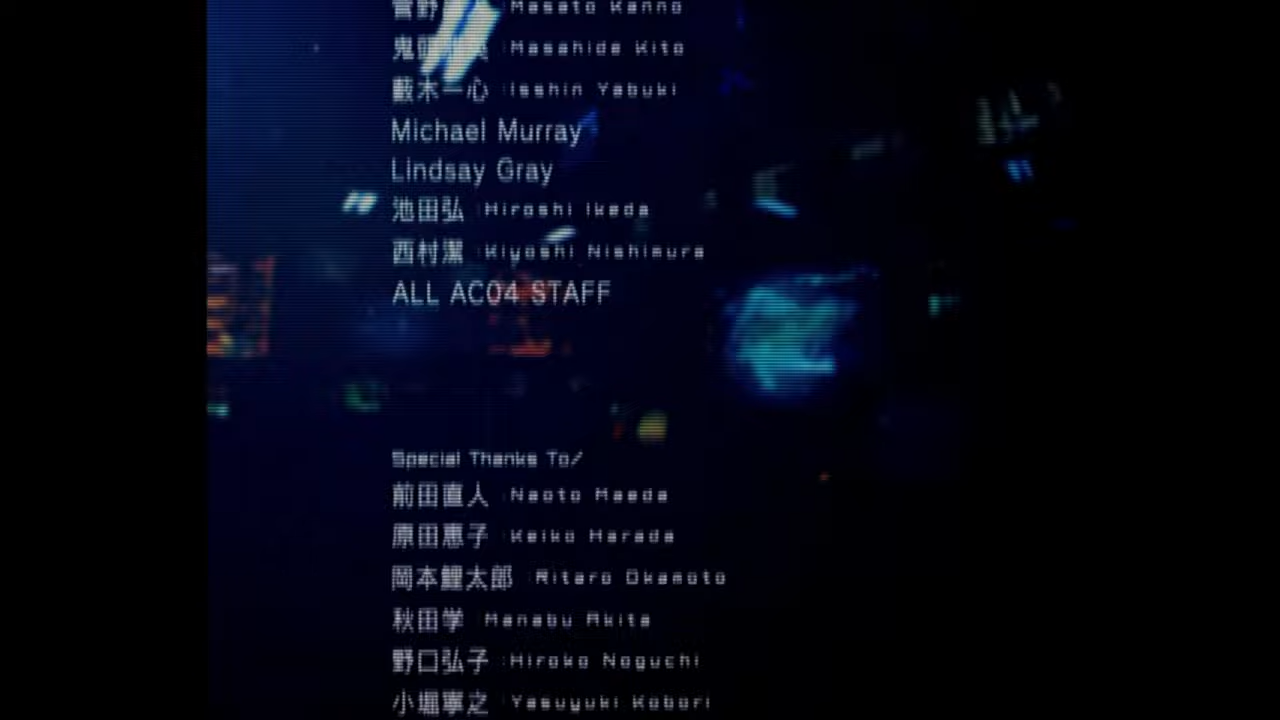 菅野 :Masato Kanno
鬼頭 :Masahide Kito
藪木一心 :Isshin Yabuki
Michael Murray
Lindsay Gray
池田弘 :Hiroshi Ikeda
西村潔 :Kiyoshi Nishimura
ALL AC04 STAFF
Special Thanks To/
前田直人 :Naoto Maeda
原田恵子 :Keiko Harada
岡本鯉太郎 :Ritaro Okamoto
秋田学 :Manabu Akita
野口弘子 :Hiroko Noguchi
小堀寧之 :Yasuyuki Kobori